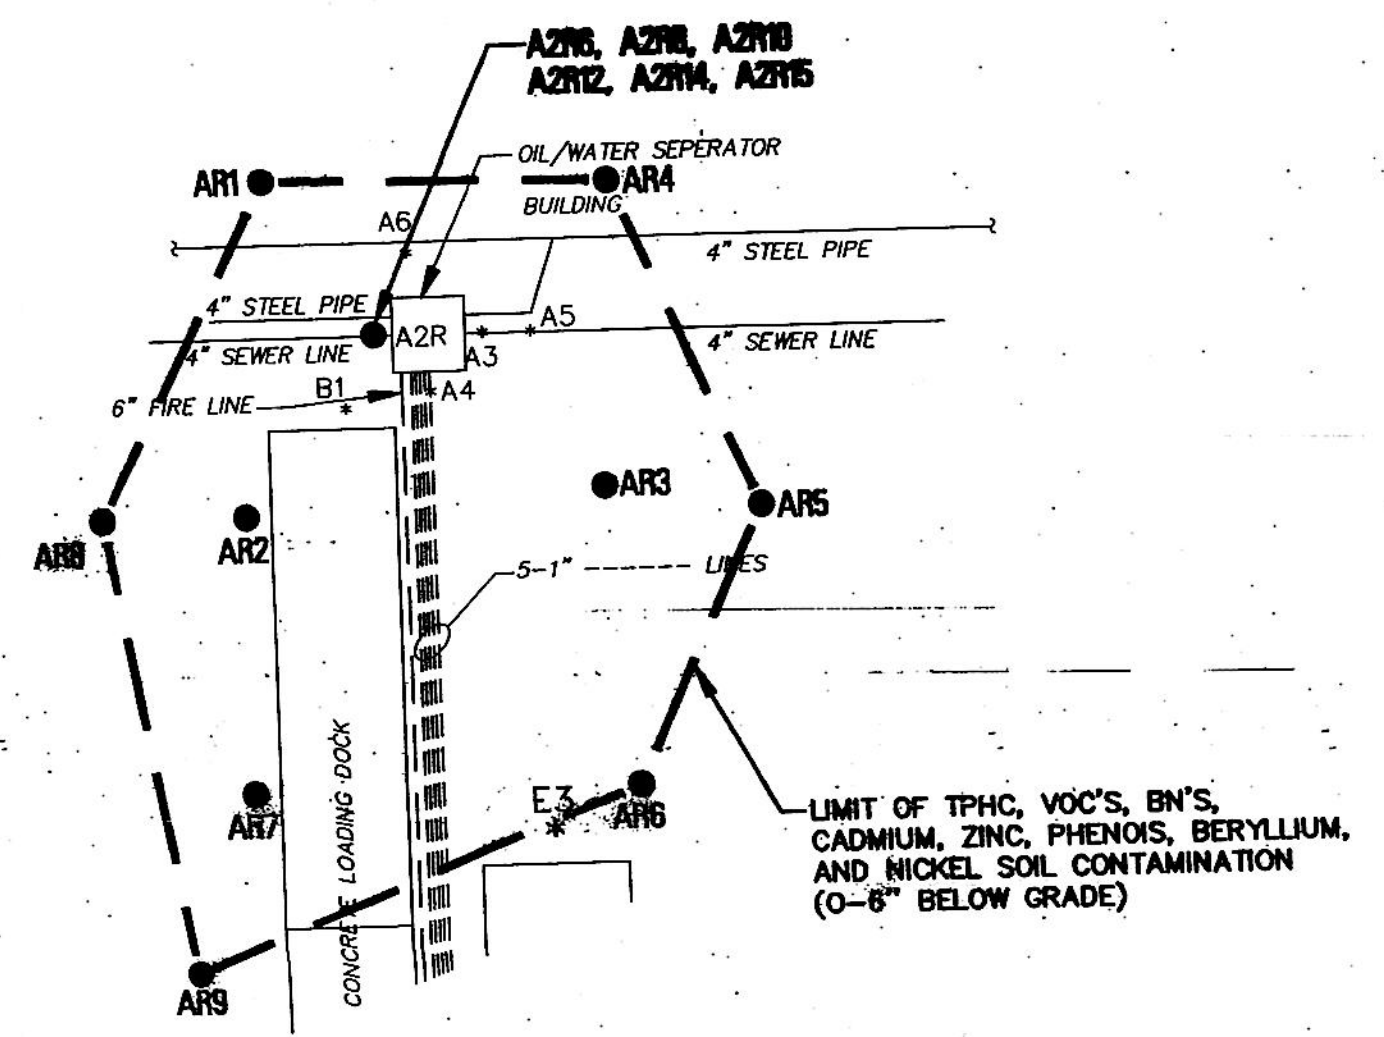 A2R6, A2R8, A2R10
A2R12, A2R14, A2R15
OIL/WATER SEPERATOR
AR1
AR4
BUILDING
A6
4" STEEL PIPE
4" STEEL PIPE
A5
A2R
4" SEWER LINE
4" SEWER LINE
A3
B1
A4
6" FIRE LINE
AR3
AR5
AR8
AR2
5-1" ------- LINES
CONCRETE LOADING DOCK
E3
AR6
AR7
LIMIT OF TPHC, VOC'S, BN'S,
CADMIUM, ZINC, PHENOIS, BERYLLIUM,
AND NICKEL SOIL CONTAMINATION
(0-6" BELOW GRADE)
AR9